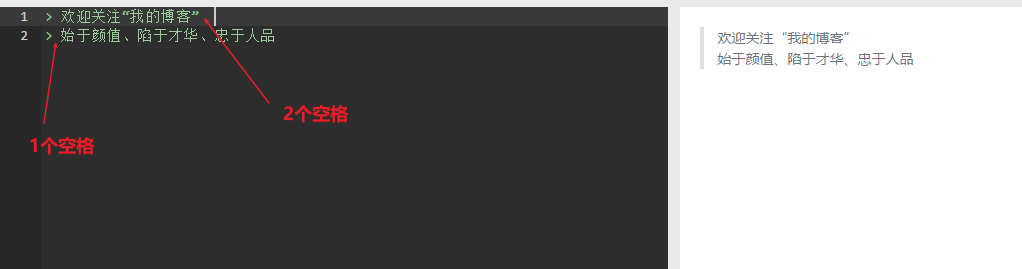 1 > 欢迎关注“我的博客”
2 > 始于颜值、陷于才华、忠于人品
2个空格
1个空格
欢迎关注“我的博客”
始于颜值、陷于才华、忠于人品